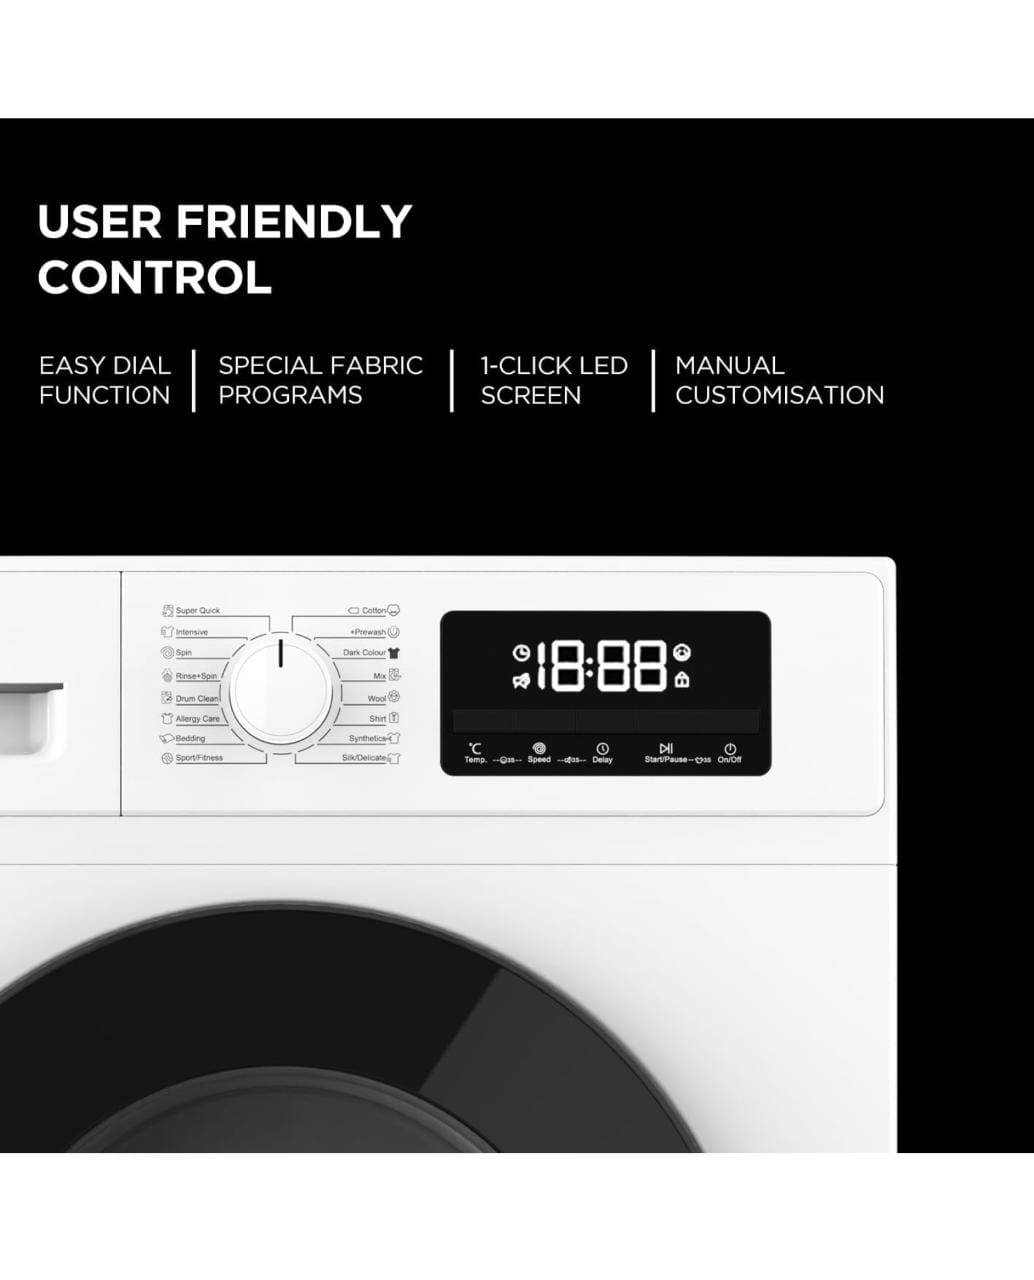 USER FRIENDLY
CONTROL
EASY DIAL
FUNCTION
SPECIAL FABRIC
PROGRAMS
1-CLICK LED
SCREEN
MANUAL
CUSTOMISATION
Super Quick
Intensive
Spin
Rinse+Spin
Drum Clean
Allergy Care
Bedding
Sport/Fitness
Cotton
+Prewash
Dark Colour
Mix
Wool
Shirt
Synthetics
Silk/Delicate
18:88
°C
Temp. --3S-- Speed --3S-- Delay Start/Pause--3S On/Off